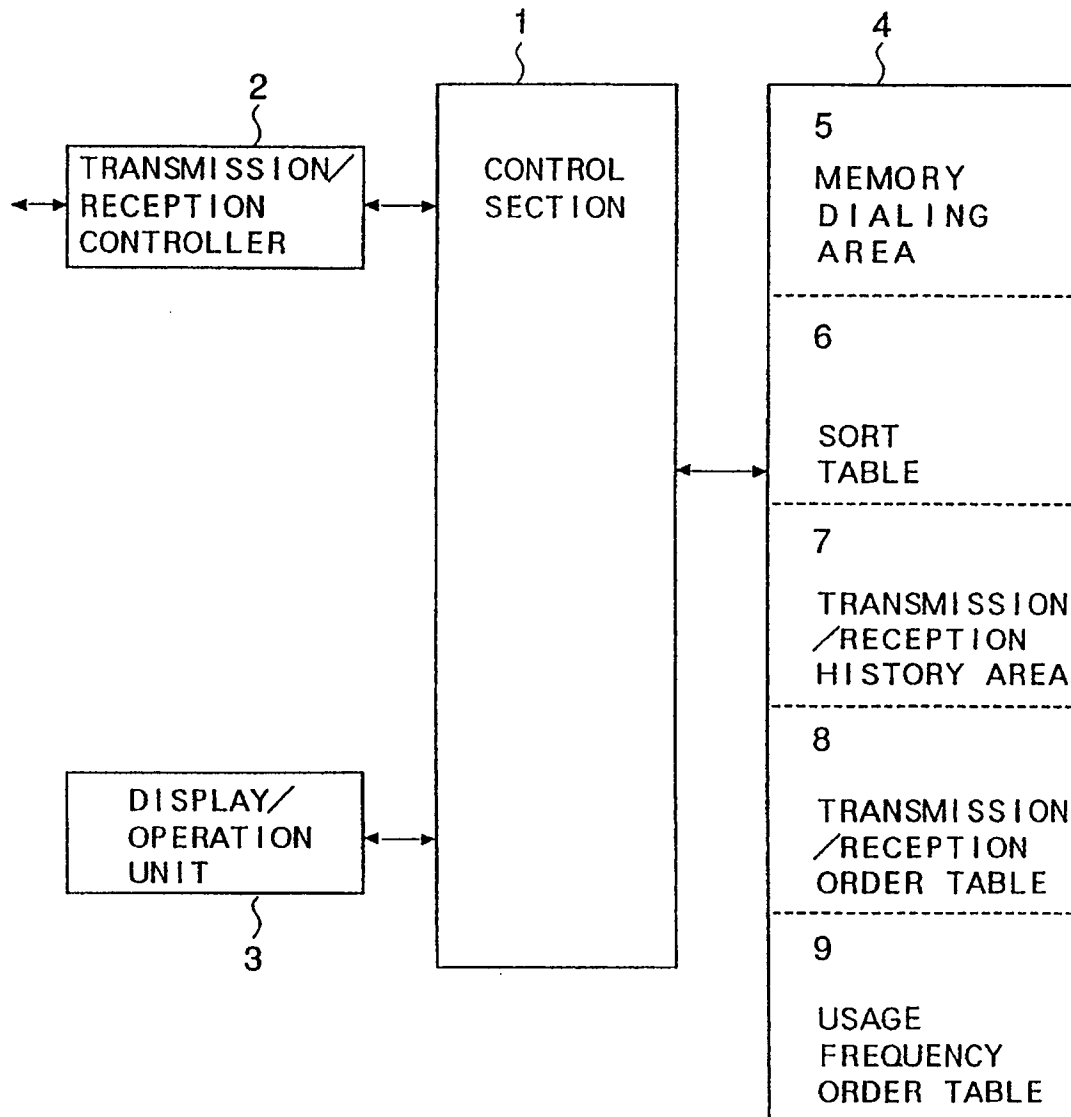 1
4
2
TRANSMISSION/
RECEPTION
CONTROLLER
CONTROL
SECTION
5
MEMORY
DIALING
AREA
6
SORT
TABLE
7
TRANSMISSION
/RECEPTION
HISTORY AREA
8
TRANSMISSION
/RECEPTION
ORDER TABLE
DISPLAY/
OPERATION
UNIT
3
9
USAGE
FREQUENCY
ORDER TABLE